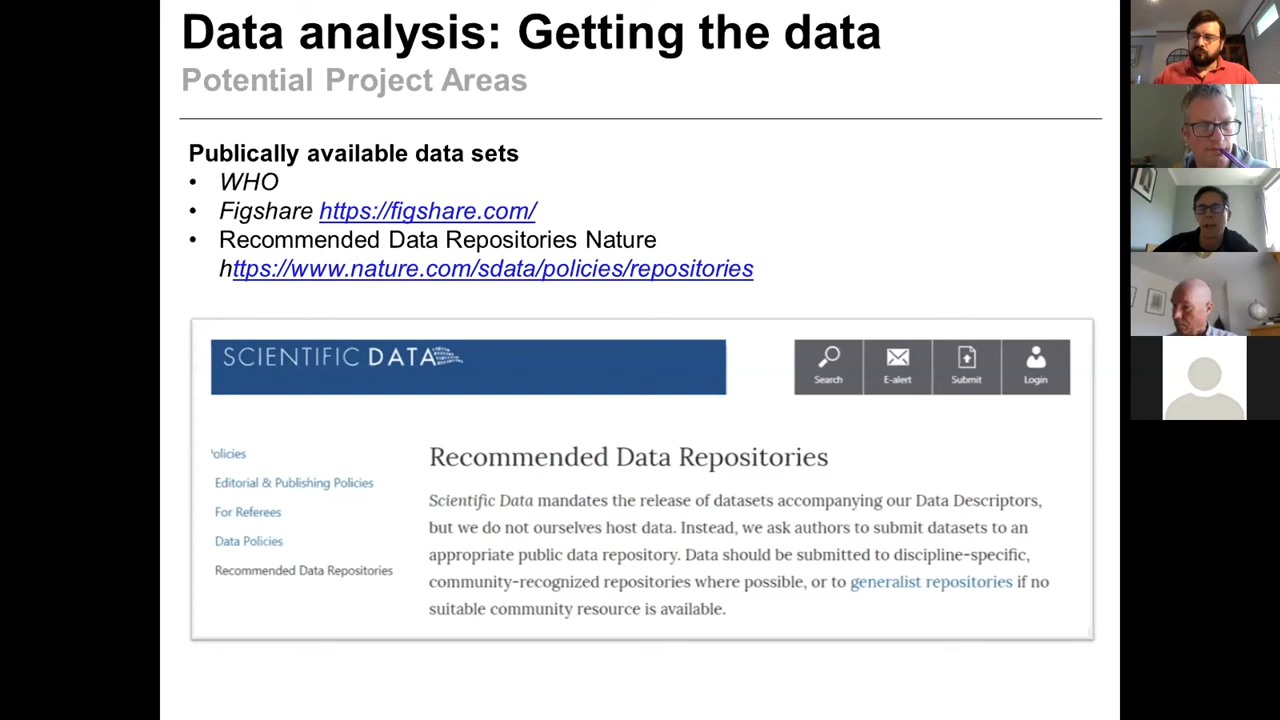 Data analysis: Getting the data
Potential Project Areas
Publically available data sets
• WHO
• Figshare https://figshare.com/
• Recommended Data Repositories Nature
https://www.nature.com/sdata/policies/repositories
SCIENTIFIC DATA
Search
E-alert
Submit
Login
Policies
Editorial & Publishing Policies
For Referees
Data Policies
Recommended Data Repositories
Recommended Data Repositories
Scientific Data mandates the release of datasets accompanying our Data Descriptors,
but we do not ourselves host data. Instead, we ask authors to submit datasets to an
appropriate public data repository. Data should be submitted to discipline-specific,
community-recognized repositories where possible, or to generalist repositories if no
suitable community resource is available.